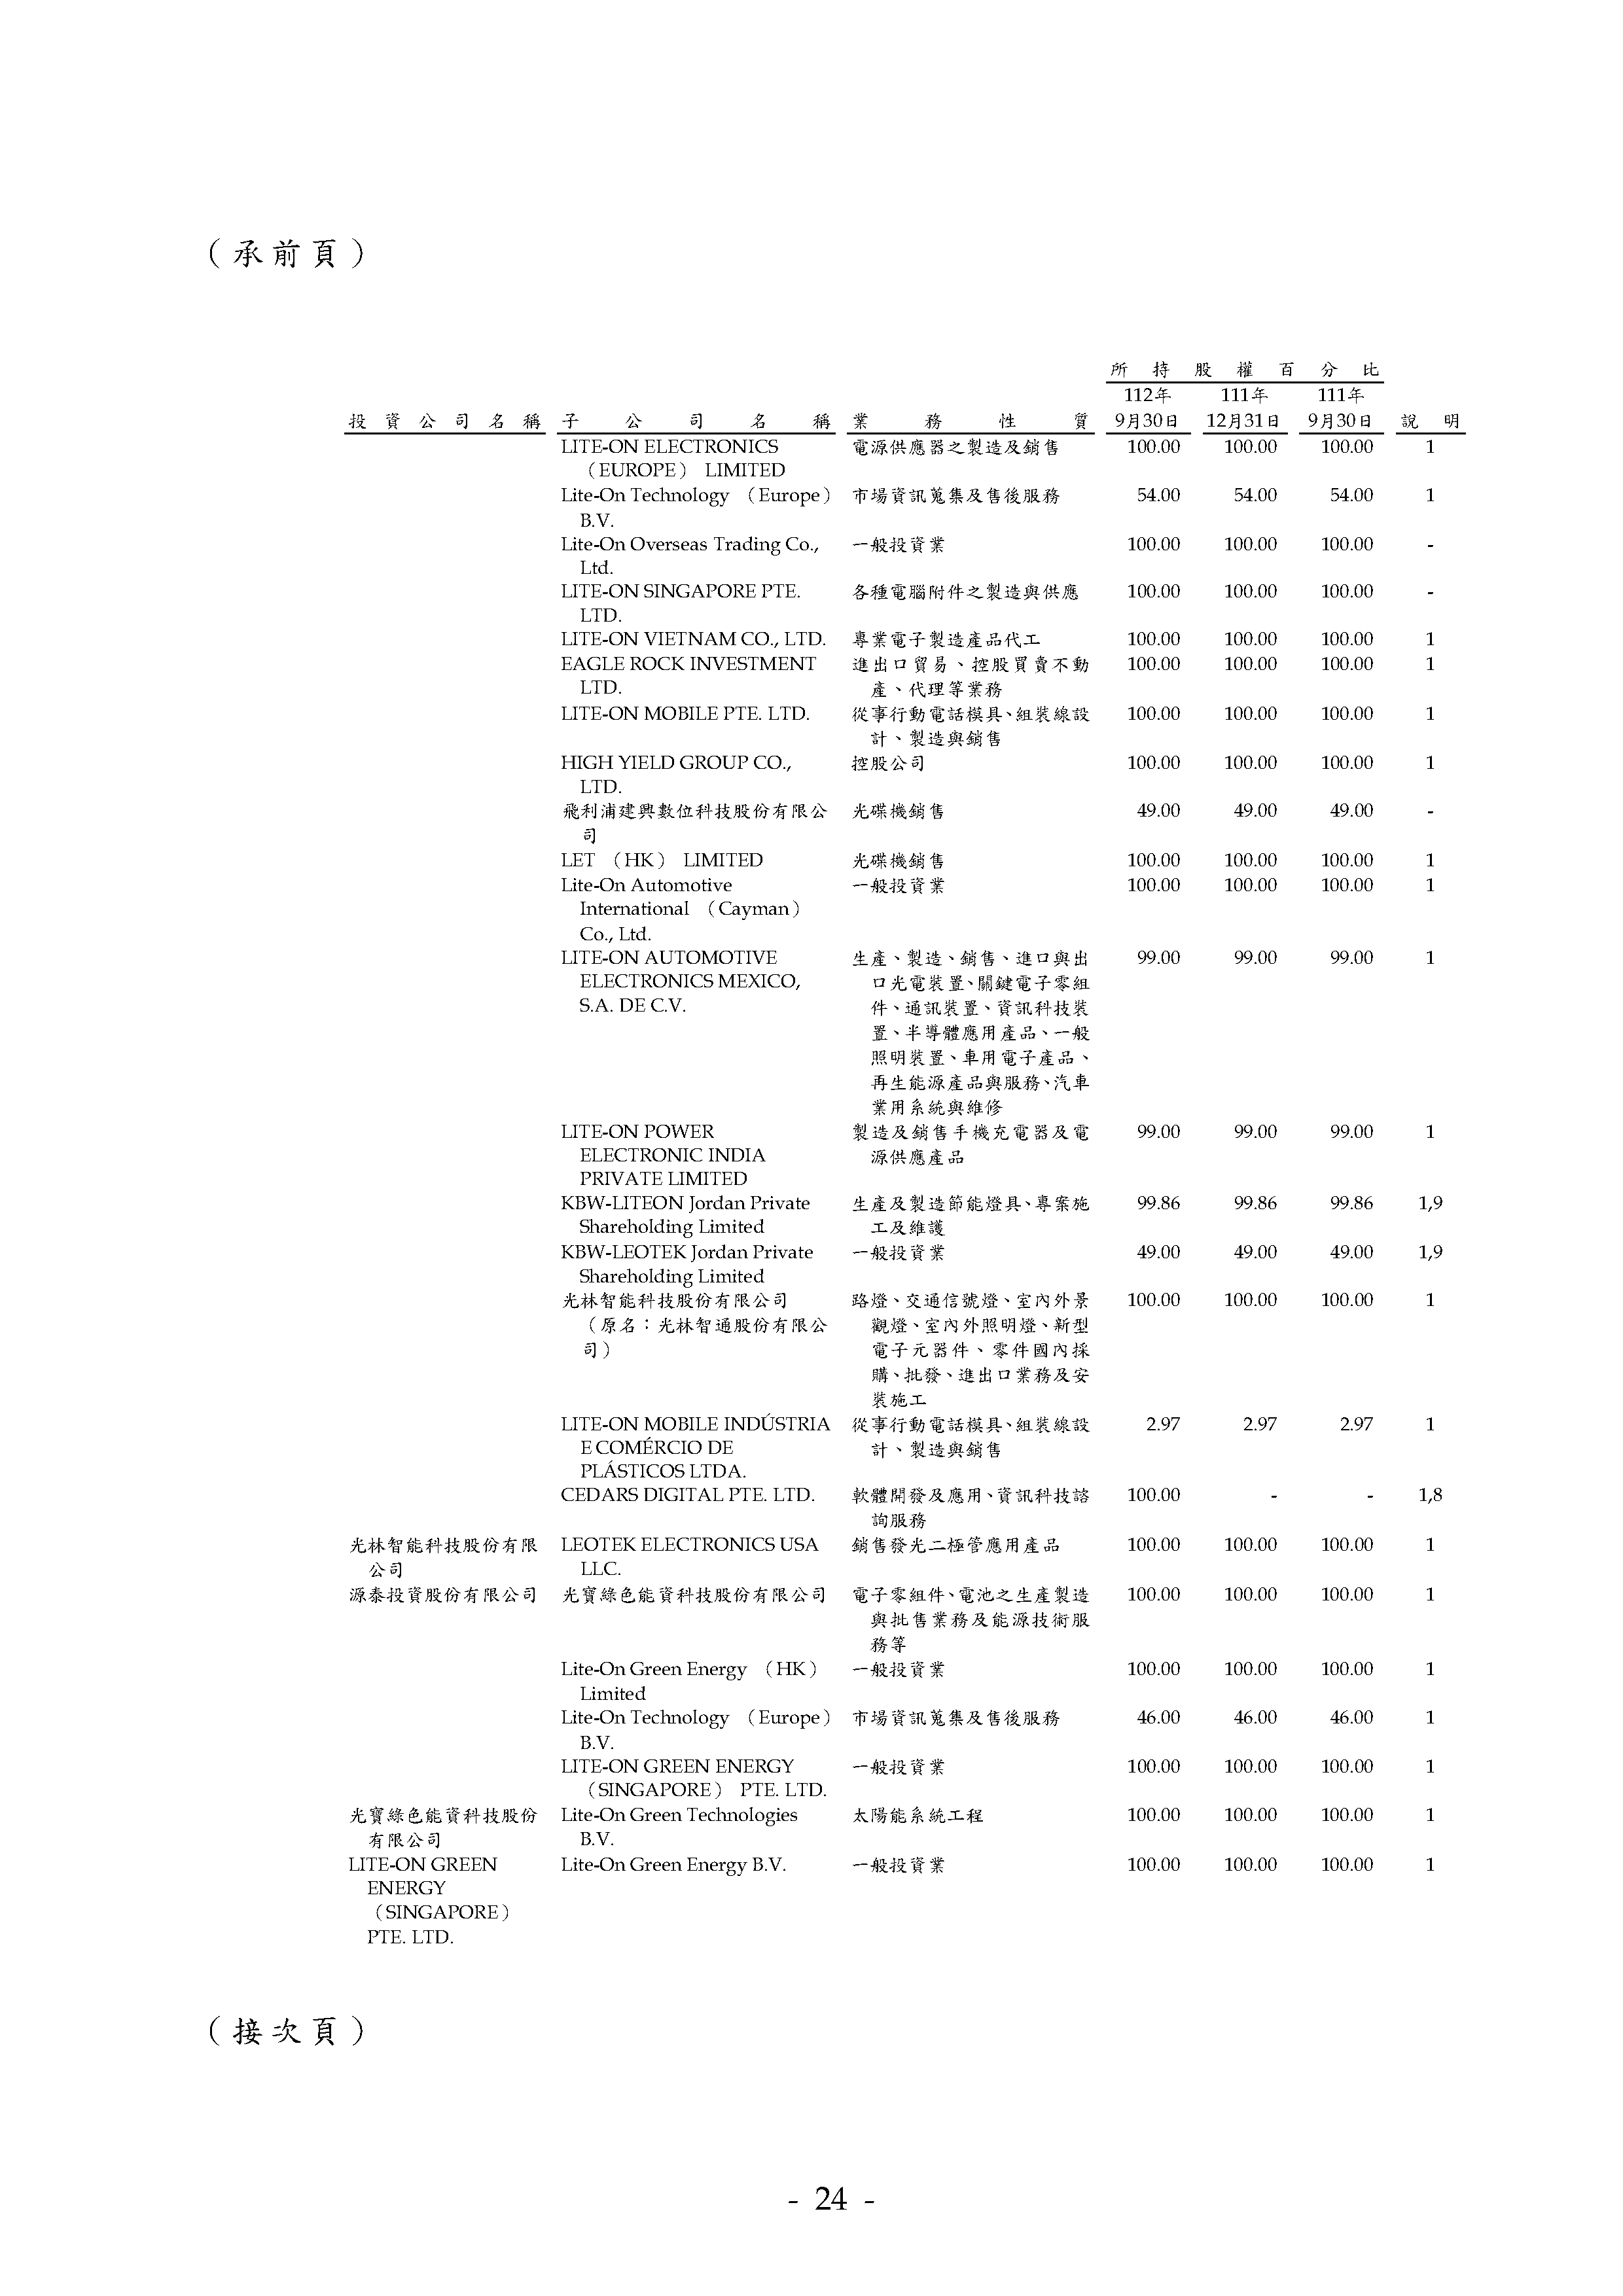 （承前頁）
所持股權百分比
112年 111年 111年
投資公司名稱 子公司名稱 業務性質 9月30日 12月31日 9月30日 說明
LITE-ON ELECTRONICS 電源供應器之製造及銷售 100.00 100.00 100.00 1
（EUROPE） LIMITED
Lite-On Technology （Europe） 市場資訊蒐集及售後服務 54.00 54.00 54.00 1
B.V.
Lite-On Overseas Trading Co., 一般投資業 100.00 100.00 100.00 -
Ltd.
LITE-ON SINGAPORE PTE. 各種電腦附件之製造與供應 100.00 100.00 100.00 -
LTD.
LITE-ON VIETNAM CO., LTD. 專業電子製造產品代工 100.00 100.00 100.00 1
EAGLE ROCK INVESTMENT 進出口貿易、控股買賣不動 100.00 100.00 100.00 1
LTD. 產、代理等業務
LITE-ON MOBILE PTE. LTD. 從事行動電話模具、組裝線設 100.00 100.00 100.00 1
計、製造與銷售
HIGH YIELD GROUP CO., 控股公司 100.00 100.00 100.00 1
LTD.
飛利浦建興數位科技股份有限公 光碟機銷售 49.00 49.00 49.00 -
司
LET （HK） LIMITED 光碟機銷售 100.00 100.00 100.00 1
Lite-On Automotive 一般投資業 100.00 100.00 100.00 1
International （Cayman）
Co., Ltd.
LITE-ON AUTOMOTIVE 生產、製造、銷售、進口與出 99.00 99.00 99.00 1
ELECTRONICS MEXICO, 口光電裝置、關鍵電子零組
S.A. DE C.V. 件、通訊裝置、資訊科技裝
置、半導體應用產品、一般
照明裝置、車用電子產品、
再生能源產品與服務、汽車
業用系統與維修
LITE-ON POWER 製造及銷售手機充電器及電 99.00 99.00 99.00 1
ELECTRONIC INDIA 源供應產品
PRIVATE LIMITED
KBW-LITEON Jordan Private 生產及製造節能燈具、專案施 99.86 99.86 99.86 1,9
Shareholding Limited 工及維護
KBW-LEOTEK Jordan Private 一般投資業 49.00 49.00 49.00 1,9
Shareholding Limited
光林智能科技股份有限公司 路燈、交通信號燈、室內外景 100.00 100.00 100.00 1
（原名：光林智通股份有限公 觀燈、室內外照明燈、新型
司） 電子元器件、零件國內採
購、批發、進出口業務及安
裝施工
LITE-ON MOBILE INDÚSTRIA 從事行動電話模具、組裝線設 2.97 2.97 2.97 1
E COMÉRCIO DE 計、製造與銷售
PLÁSTICOS LTDA.
CEDARS DIGITAL PTE. LTD. 軟體開發及應用、資訊科技諮 100.00 - - 1,8
詢服務
光林智能科技股份有限 LEOTEK ELECTRONICS USA 銷售發光二極管應用產品 100.00 100.00 100.00 1
公司 LLC.
源泰投資股份有限公司 光寶綠色能資科技股份有限公司 電子零組件、電池之生產製造 100.00 100.00 100.00 1
與批售業務及能源技術服
務等
Lite-On Green Energy （HK） 一般投資業 100.00 100.00 100.00 1
Limited
Lite-On Technology （Europe） 市場資訊蒐集及售後服務 46.00 46.00 46.00 1
B.V.
LITE-ON GREEN ENERGY 一般投資業 100.00 100.00 100.00 1
（SINGAPORE） PTE. LTD.
光寶綠色能資科技股份 Lite-On Green Technologies 太陽能系統工程 100.00 100.00 100.00 1
有限公司 B.V.
LITE-ON GREEN Lite-On Green Energy B.V. 一般投資業 100.00 100.00 100.00 1
ENERGY
（SINGAPORE）
PTE. LTD.
（接次頁）
- 24 -